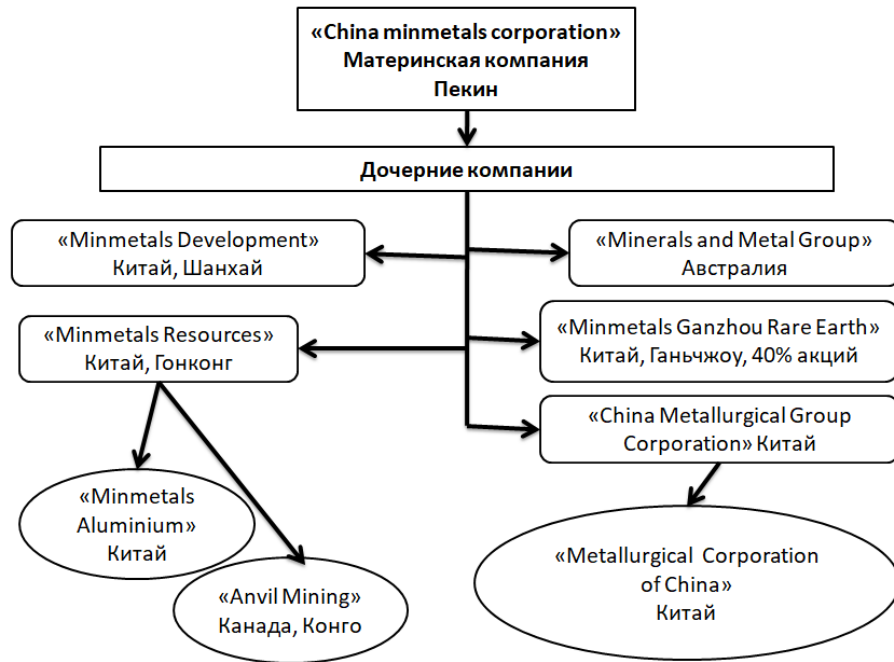 «China minmetals corporation»
Материнская компания
Пекин
Дочерние компании
«Minmetals Development»
Китай, Шанхай
«Minerals and Metal Group»
Австралия
«Minmetals Resources»
Китай, Гонконг
«Minmetals Ganzhou Rare Earth»
Китай, Ганьчжоу, 40% акций
«China Metallurgical Group
Corporation» Китай
«Minmetals
Aluminium»
Китай
«Anvil Mining»
Канада, Конго
«Metallurgical Corporation
of China»
Китай